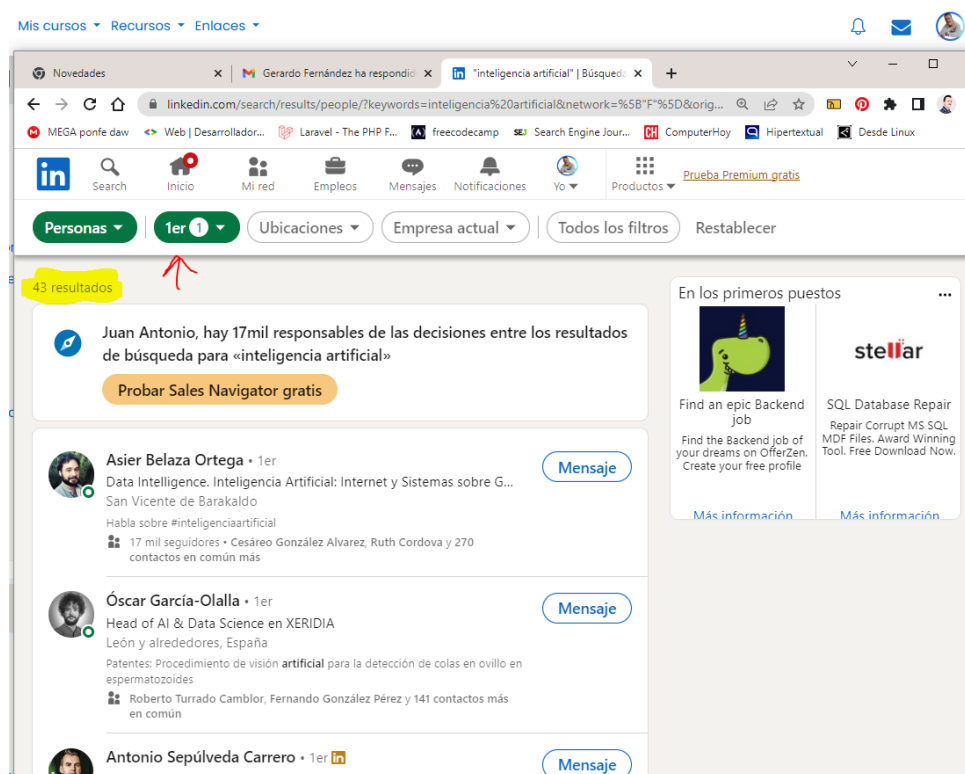 Mis cursos Recursos Enlaces
Novedades
Gerardo Fernández ha respondid
"inteligencia artificial" | Búsqueda
linkedin.com/search/results/people/?keywords=inteligencia%20artificial&network=%5B"F"%5D&orig...
MEGA ponfe daw
Web | Desarrollador...
Laravel - The PHP F...
freecodecamp
SEJ Search Engine Jour...
CH ComputerHoy
Hipertextual
Desde Linux
in
Search
Inicio
Mi red
Empleos
Mensajes
Notificaciones
Yo
Productos
Prueba Premium gratis
Personas
1er 1
Ubicaciones
Empresa actual
Todos los filtros
Restablecer
43 resultados
Juan Antonio, hay 17mil responsables de las decisiones entre los resultados
de búsqueda para «inteligencia artificial»
Probar Sales Navigator gratis
Asier Belaza Ortega • 1er
Mensaje
Data Intelligence. Inteligencia Artificial: Internet y Sistemas sobre G...
San Vicente de Barakaldo
Habla sobre #inteligenciaartificial
17 mil seguidores • Cesáreo González Alvarez, Ruth Cordova y 270
contactos en común más
Óscar García-Olalla • 1er
Mensaje
Head of AI & Data Science en XERIDIA
León y alrededores, España
Patentes: Procedimiento de visión artificial para la detección de colas en ovillo en
espermatozoides
Roberto Turrado Camblor, Fernando González Pérez y 141 contactos más
en común
Antonio Sepúlveda Carrero • 1er in
Mensaje
En los primeros puestos
Find an epic Backend
job
Find the Backend job of
your dreams on OfferZen.
Create your free profile
Más información
stellar
SQL Database Repair
Repair Corrupt MS SQL
MDF Files. Award Winning
Tool. Free Download Now.
Más información